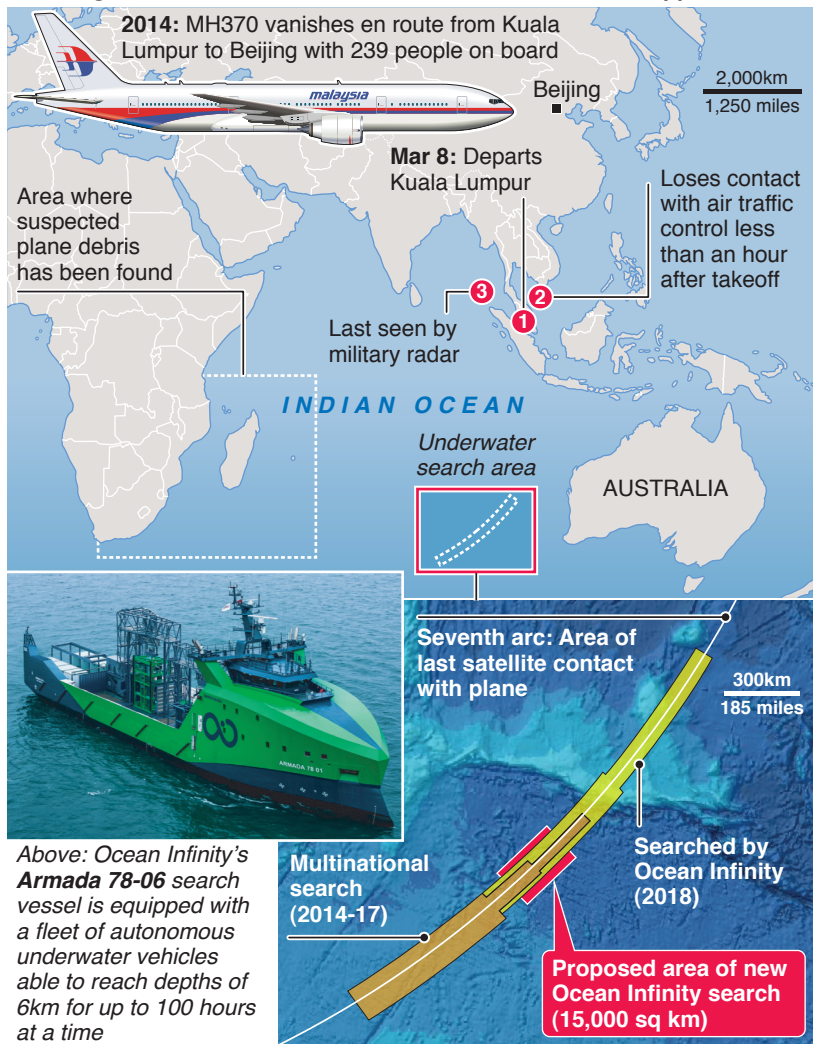 2014: MH370 vanishes en route from Kuala
Lumpur to Beijing with 239 people on board
malaysia
Beijing
2,000km
1,250 miles
Mar 8: Departs
Kuala Lumpur
Loses contact
with air traffic
control less
than an hour
after takeoff
Area where
suspected
plane debris
has been found
3
2
1
Last seen by
military radar
INDIAN OCEAN
Underwater
search area
AUSTRALIA
Seventh arc: Area of
last satellite contact
with plane
300km
185 miles
ARMADA 78 01
Above: Ocean Infinity's
Armada 78-06 search
vessel is equipped with
a fleet of autonomous
underwater vehicles
able to reach depths of
6km for up to 100 hours
at a time
Multinational
search
(2014-17)
Searched by
Ocean Infinity
(2018)
Proposed area of new
Ocean Infinity search
(15,000 sq km)